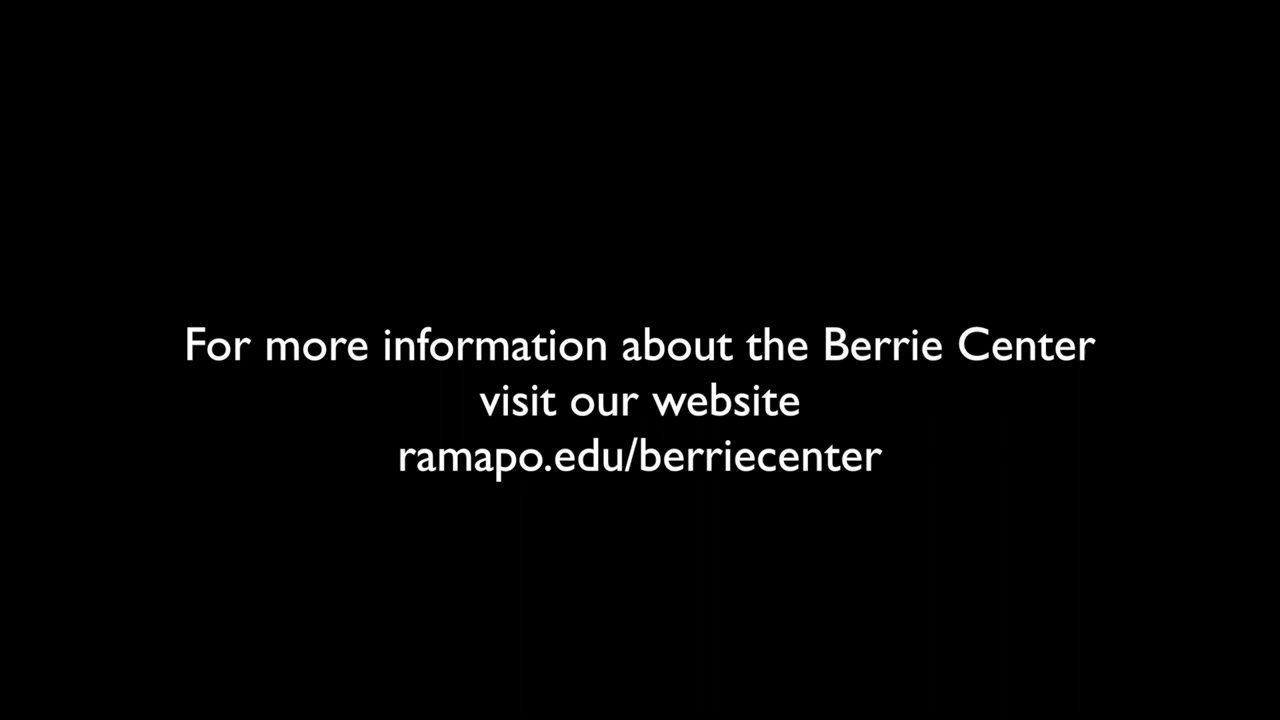 For more information about the Berrie Center
visit our website
ramapo.edu/berriecenter